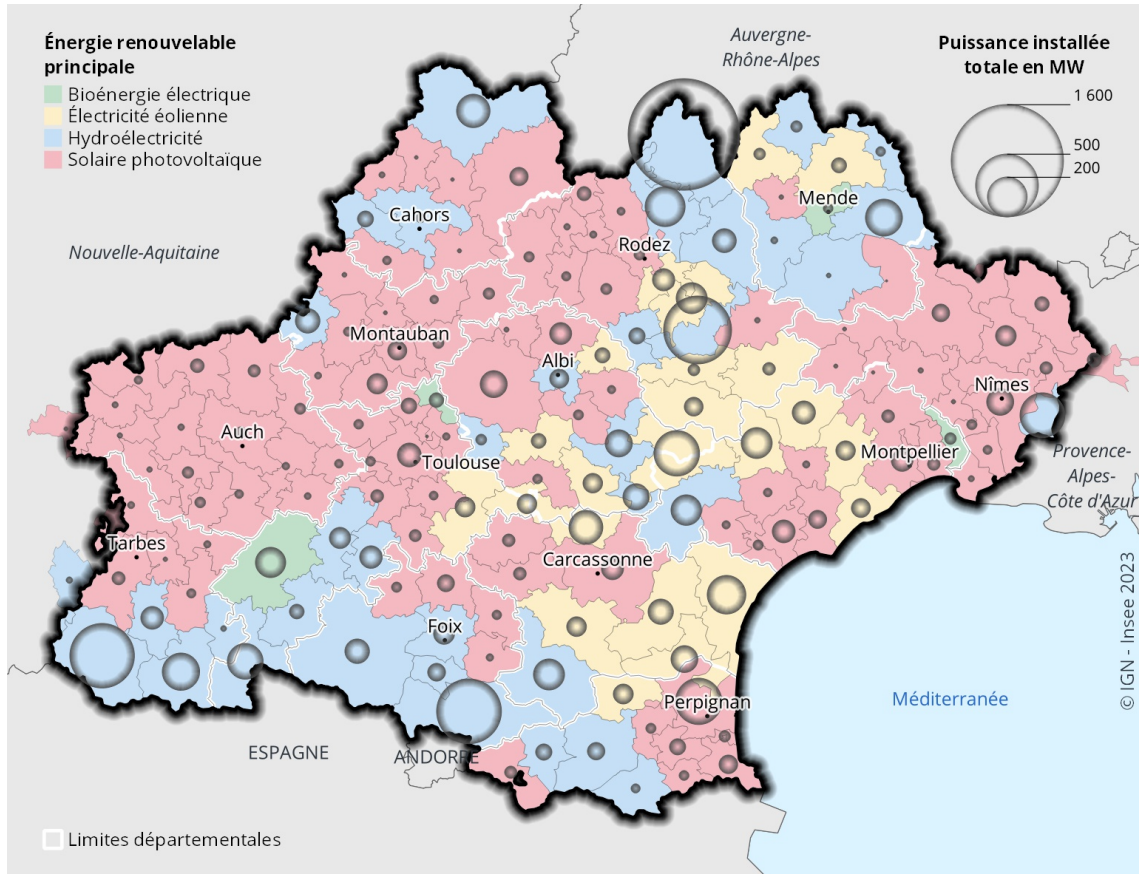 Énergie renouvelable
principale
Bioénergie électrique
Électricité éolienne
Hydroélectricité
Solaire photovoltaïque
Auvergne-
Rhône-Alpes
Puissance installée
totale en MW
1 600
500
200
Mende
Cahors
Nouvelle-Aquitaine
Rodez
Montauban
Albi
Nîmes
Auch
Toulouse
Montpellier
Provence-
Alpes-
Côte d'Azur
Tarbes
Carcassonne
Foix
Perpignan
Méditerranée
ESPAGNE
ANDORRE
© IGN - Insee 2023
Limites départementales